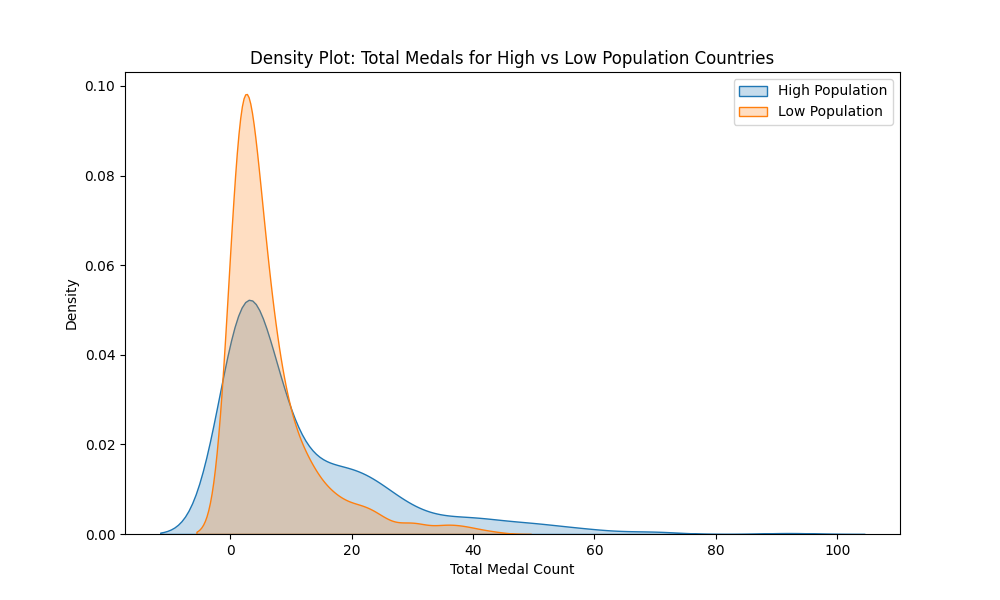 Density Plot: Total Medals for High vs Low Population Countries
High Population
Low Population
0.10
0.08
0.06
0.04
0.02
0.00
Density
0 20 40 60 80 100
Total Medal Count